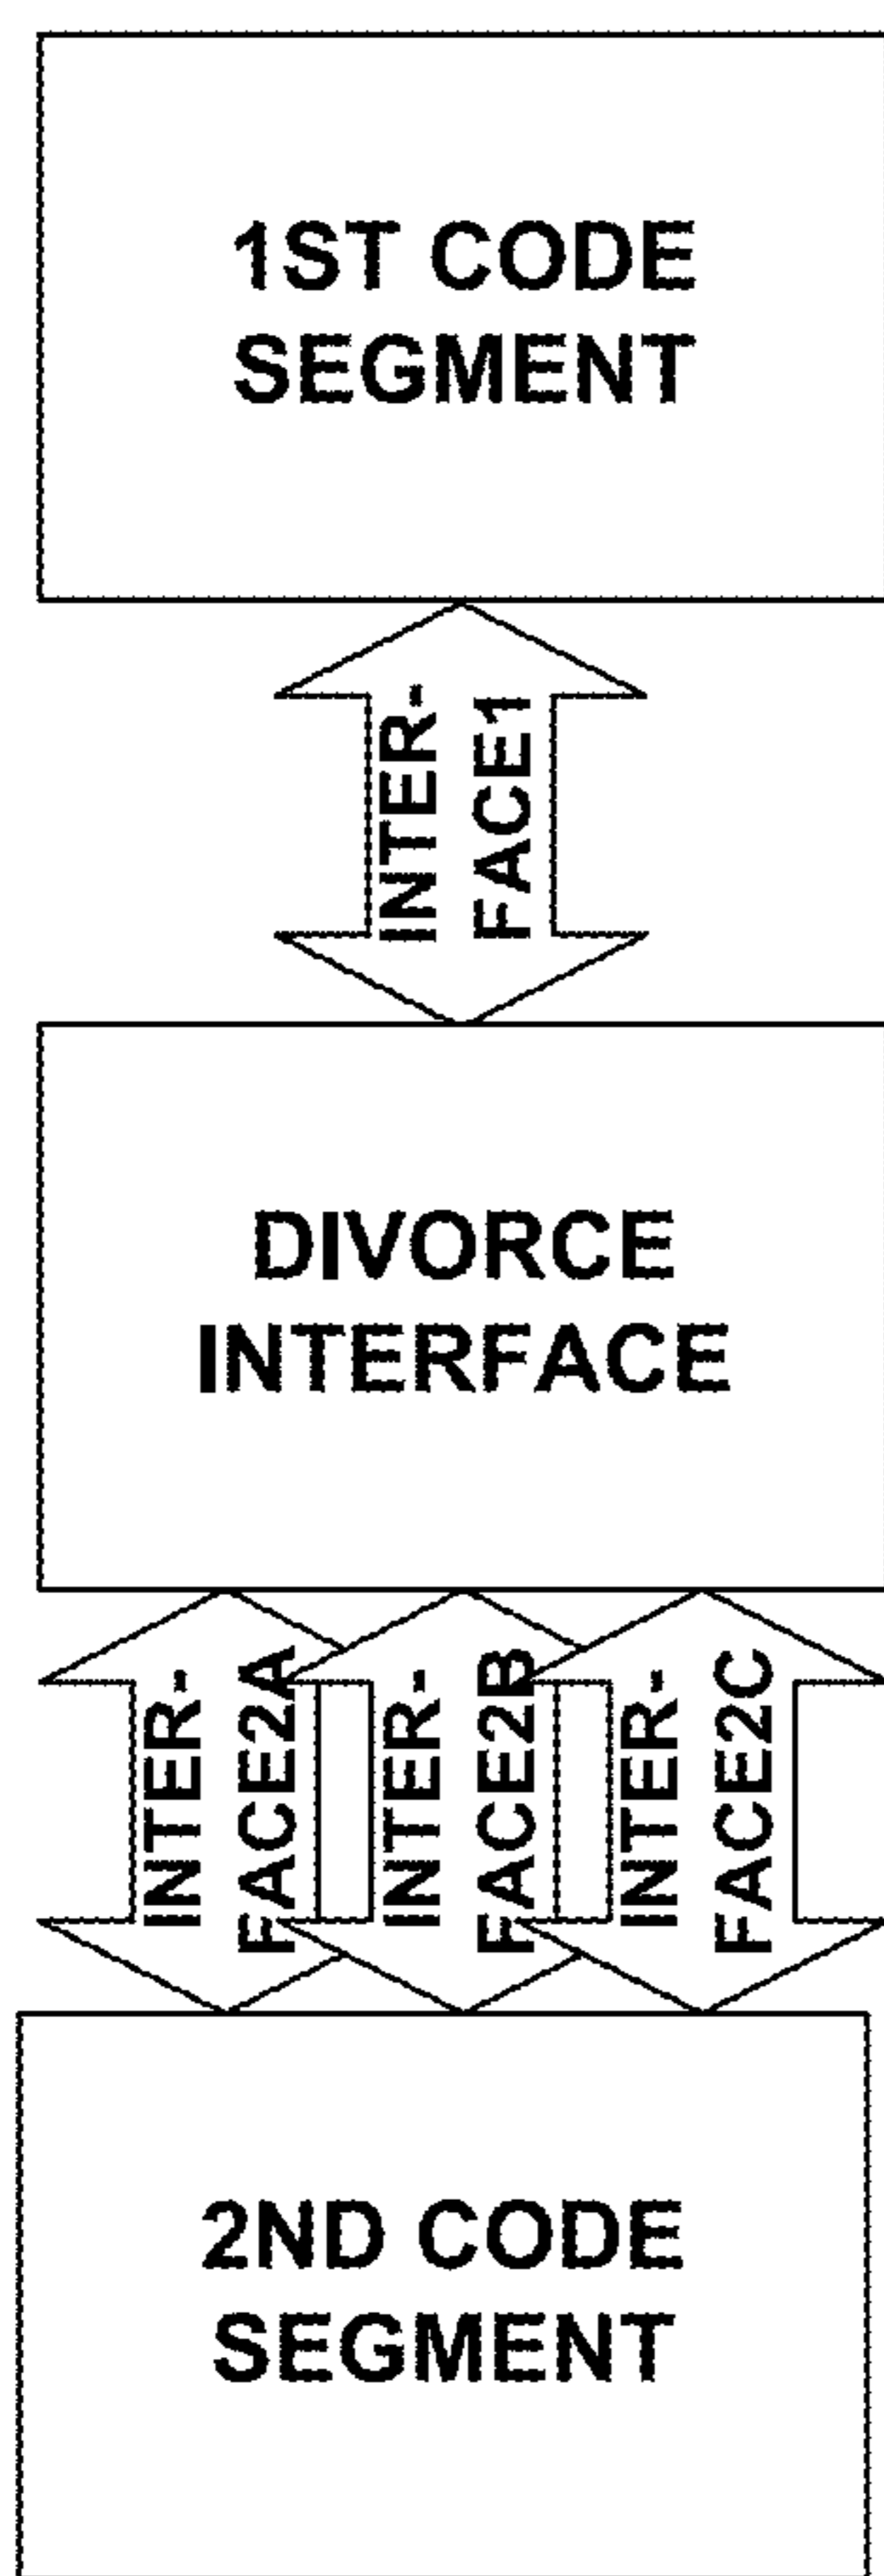 1ST CODE
SEGMENT
INTER-
FACE1
DIVORCE
INTERFACE
INTER-
FACE2A
INTER-
FACE2B
INTER-
FACE2C
2ND CODE
SEGMENT